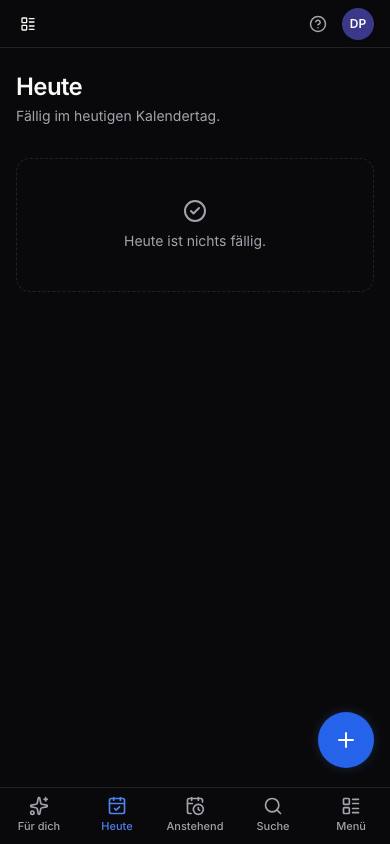 DP
Heute
Fällig im heutigen Kalendertag.
Heute ist nichts fällig.
Für dich
Heute
Anstehend
Suche
Menü